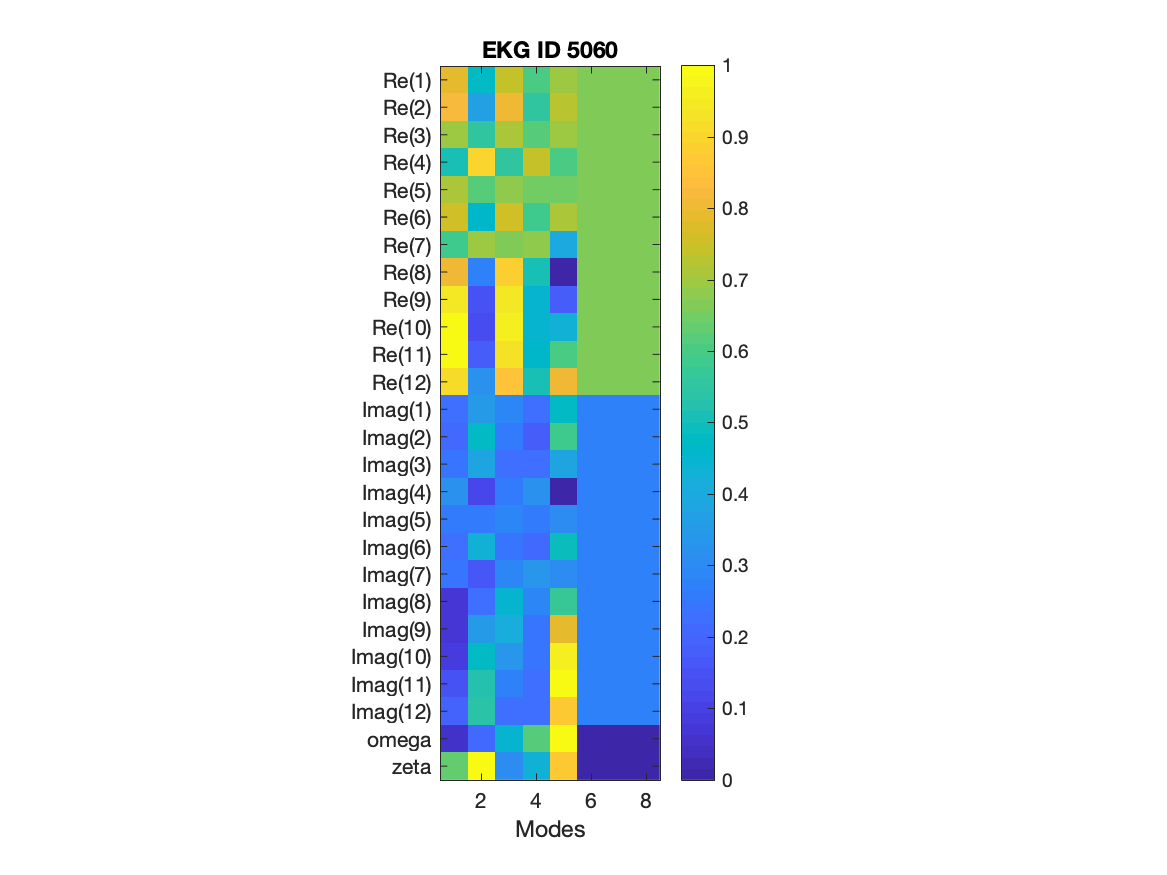 EKG ID 5060
Re(1)
Re(2)
Re(3)
Re(4)
Re(5)
Re(6)
Re(7)
Re(8)
Re(9)
Re(10)
Re(11)
Re(12)
Imag(1)
Imag(2)
Imag(3)
Imag(4)
Imag(5)
Imag(6)
Imag(7)
Imag(8)
Imag(9)
Imag(10)
Imag(11)
Imag(12)
omega
zeta
2 4 6 8
Modes
1
0.9
0.8
0.7
0.6
0.5
0.4
0.3
0.2
0.1
0